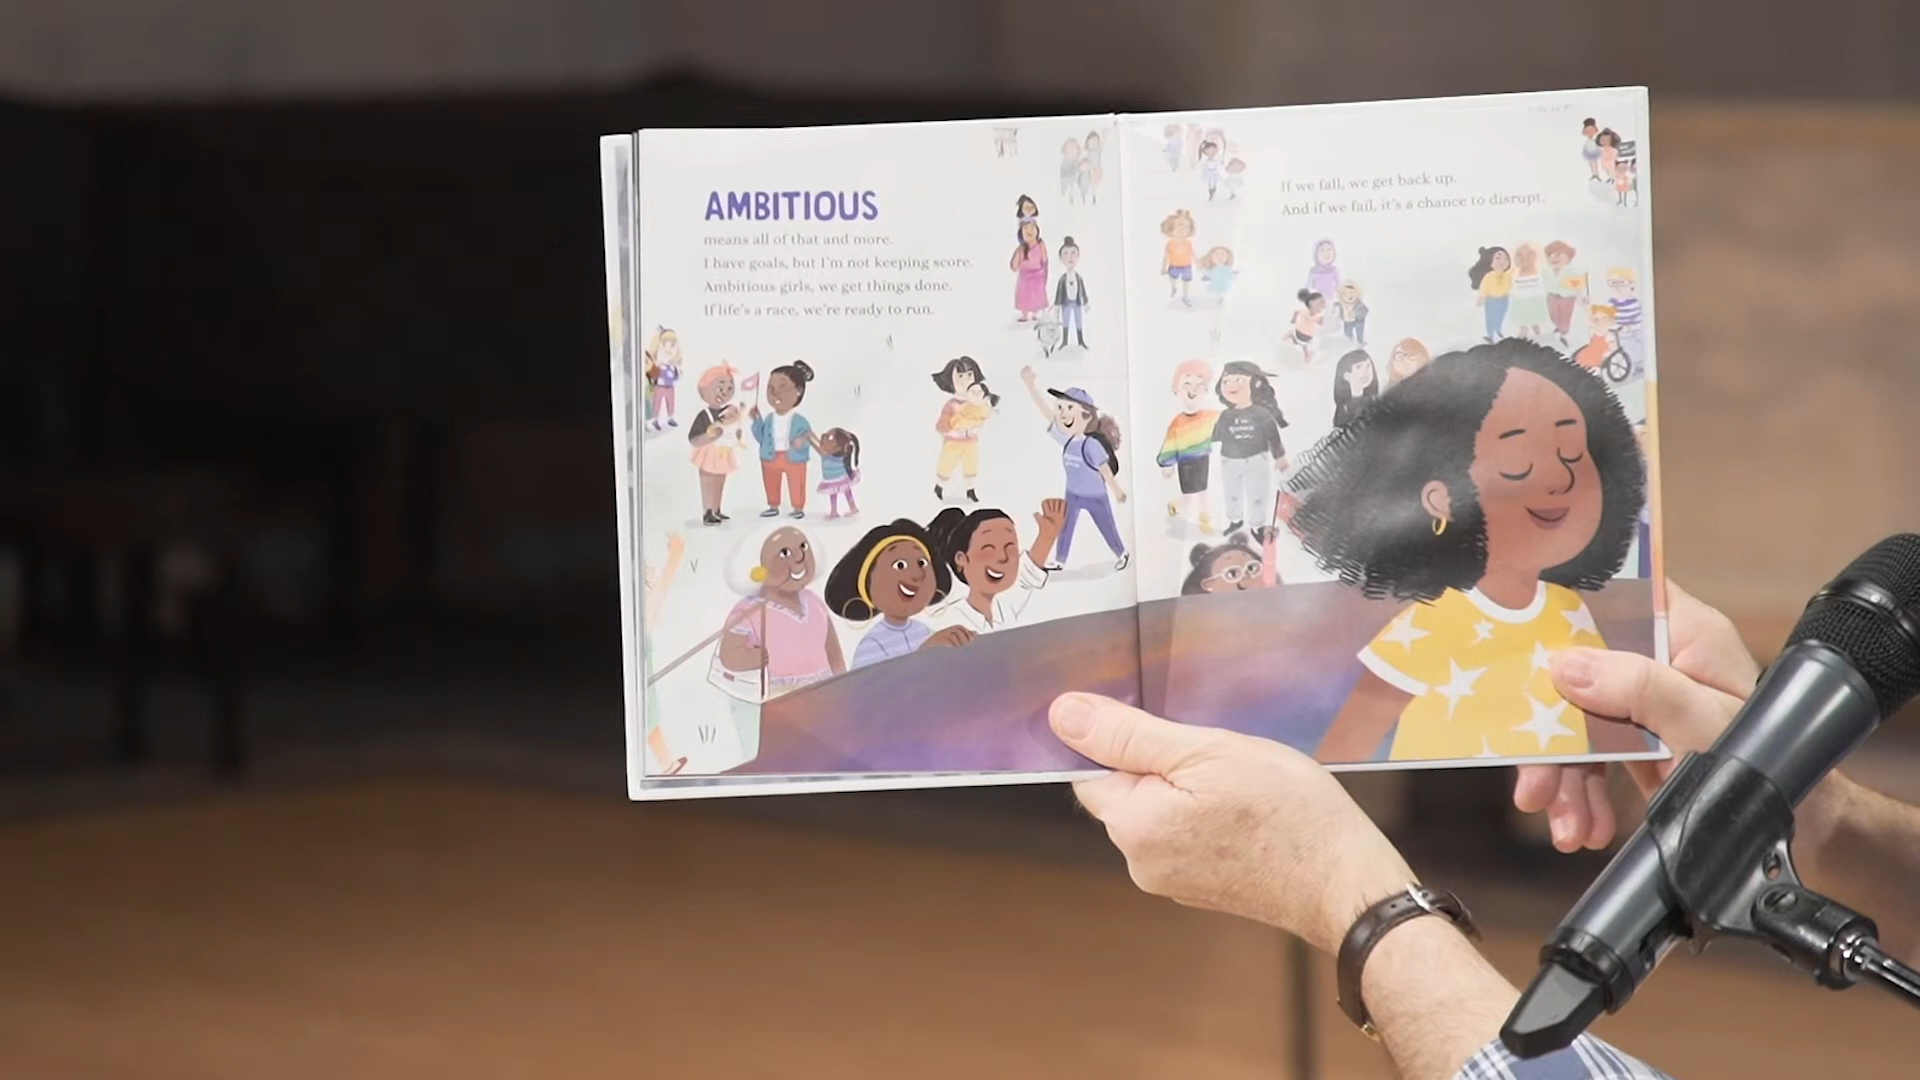 AMBITIOUS
means all of that and more.
I have goals, but I'm not keeping score.
Ambitious girls, we get things done.
If life's a race, we're ready to run.
If we fall, we get back up.
And if we fail, it's a chance to disrupt.